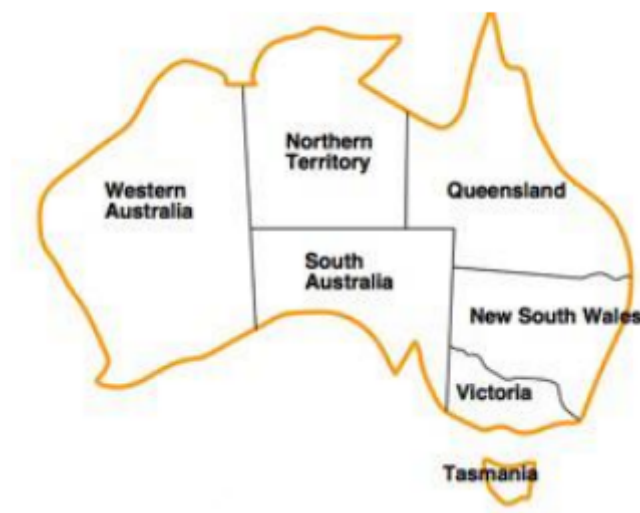 Northern
Territory
Western
Australia
Queensland
South
Australia
New South Wales
Victoria
Tasmania